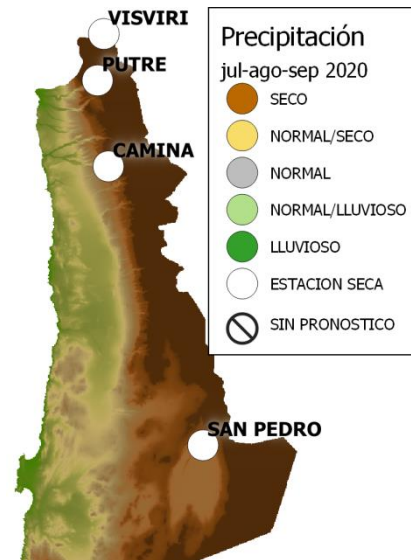 VISVIRI
PUTRE
CAMINA
SAN PEDRO
Precipitación
jul-ago-sep 2020
SECO
NORMAL/SECO
NORMAL
NORMAL/LLUVIOSO
LLUVIOSO
ESTACION SECA
SIN PRONOSTICO